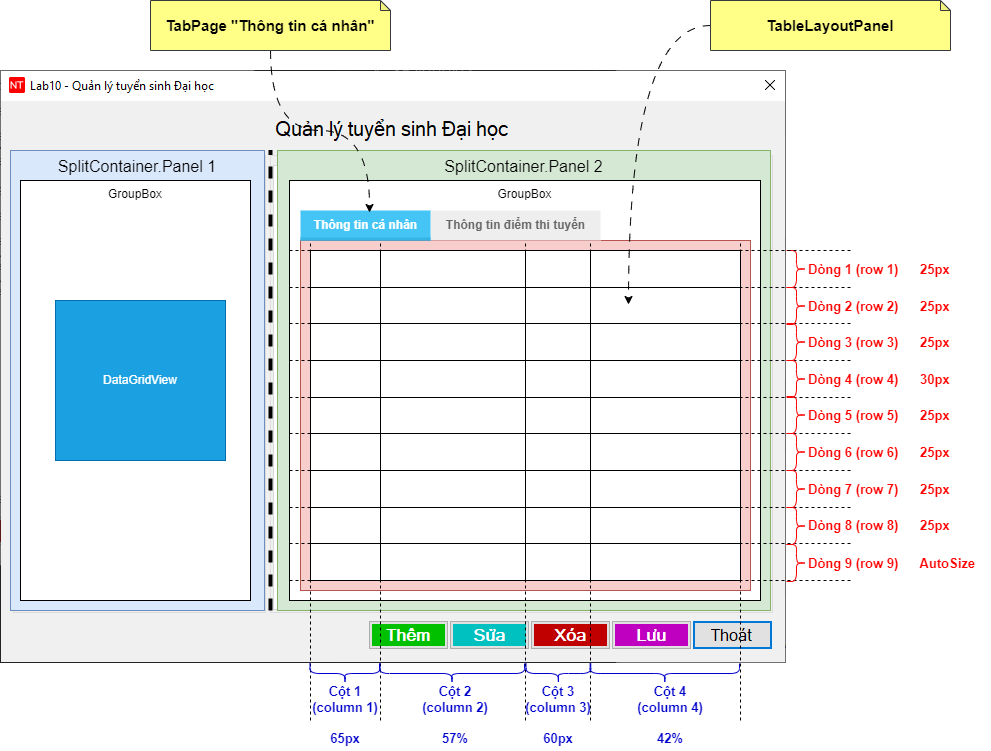 TabPage "Thông tin cá nhân"
TableLayoutPanel
NT Lab10 - Quản lý tuyển sinh Đại học
Quản lý tuyển sinh Đại học
SplitContainer.Panel 1
GroupBox
DataGridView
SplitContainer.Panel 2
GroupBox
Thông tin cá nhân
Thông tin điểm thi tuyển
Dòng 1 (row 1) 25px
Dòng 2 (row 2) 25px
Dòng 3 (row 3) 25px
Dòng 4 (row 4) 30px
Dòng 5 (row 5) 25px
Dòng 6 (row 6) 25px
Dòng 7 (row 7) 25px
Dòng 8 (row 8) 25px
Dòng 9 (row 9) AutoSize
Thêm
Sửa
Xóa
Lưu
Thoát
Cột 1
(column 1)
65px
Cột 2
(column 2)
57%
Cột 3
(column 3)
60px
Cột 4
(column 4)
42%